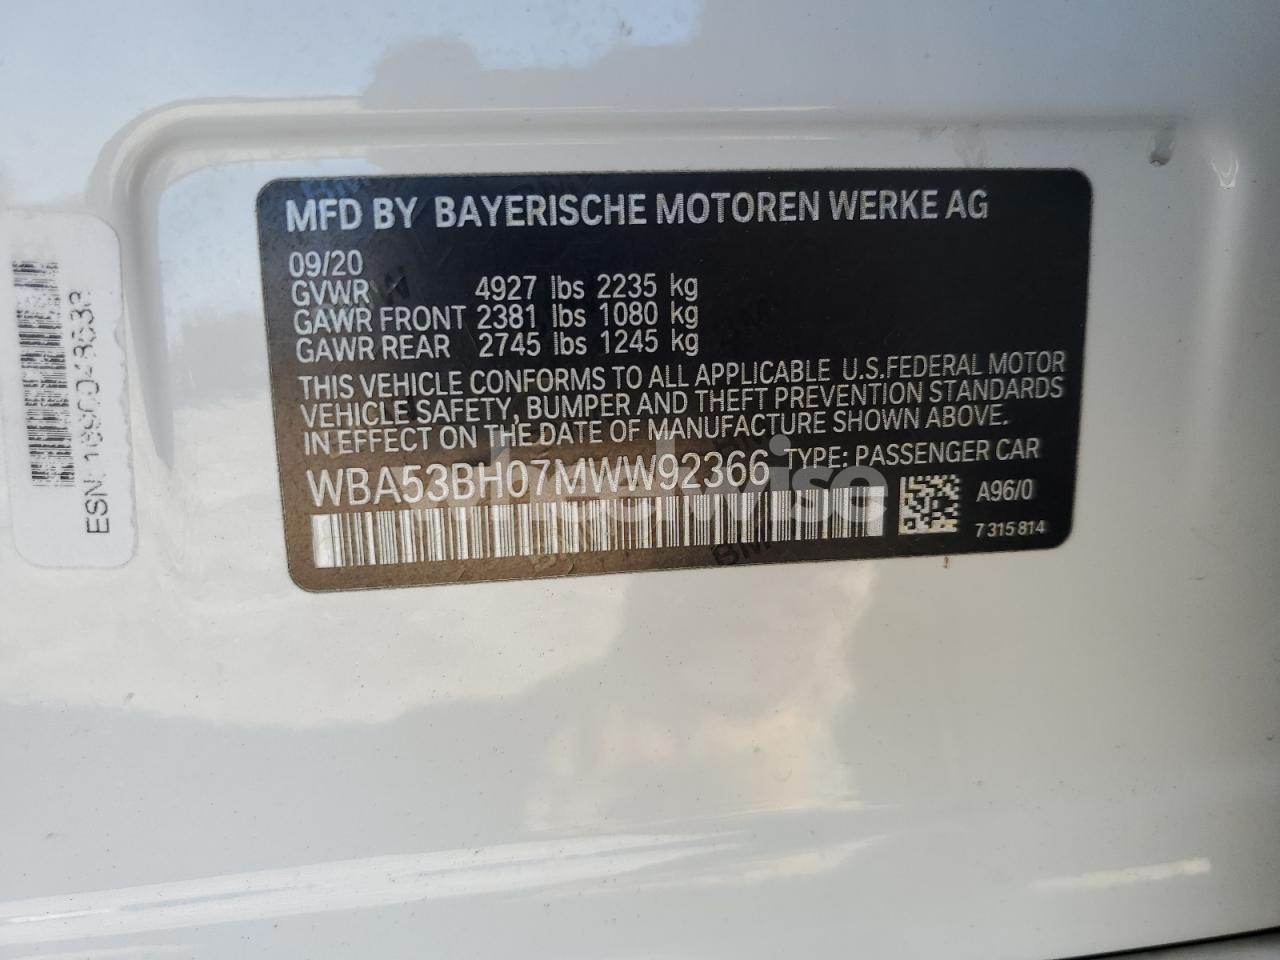 MFD BY BAYERISCHE MOTOREN WERKE AG
09/20
GVWR 4927 lbs 2235 kg
GAWR FRONT 2381 lbs 1080 kg
GAWR REAR 2745 lbs 1245 kg
THIS VEHICLE CONFORMS TO ALL APPLICABLE U.S.FEDERAL MOTOR
VEHICLE SAFETY, BUMPER AND THEFT PREVENTION STANDARDS
IN EFFECT ON THE DATE OF MANUFACTURE SHOWN ABOVE.
WBA53BH07MWW92366 TYPE: PASSENGER CAR
A96/0
7 315 814
wheelwise
ESN: